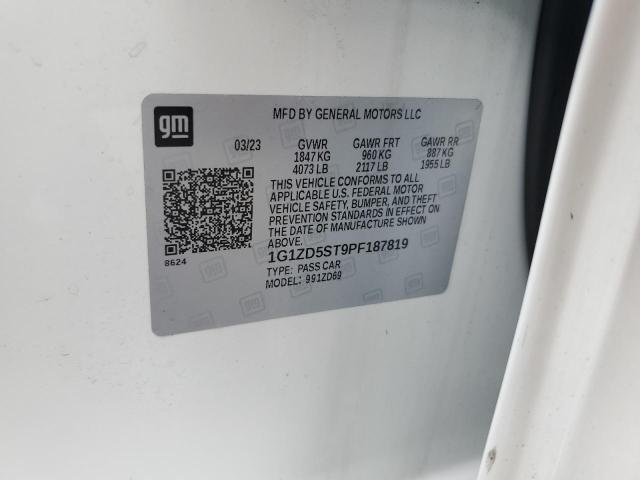 gm
MFD BY GENERAL MOTORS LLC
03/23 GVWR GAWR FRT GAWR RR
1847 KG 960 KG 887 KG
4073 LB 2117 LB 1955 LB
THIS VEHICLE CONFORMS TO ALL
APPLICABLE U.S. FEDERAL MOTOR
VEHICLE SAFETY, BUMPER, AND THEFT
PREVENTION STANDARDS IN EFFECT ON
THE DATE OF MANUFACTURE SHOWN
ABOVE.
8624
1G1ZD5ST9PF187819
TYPE: PASS CAR
MODEL: 991ZD69